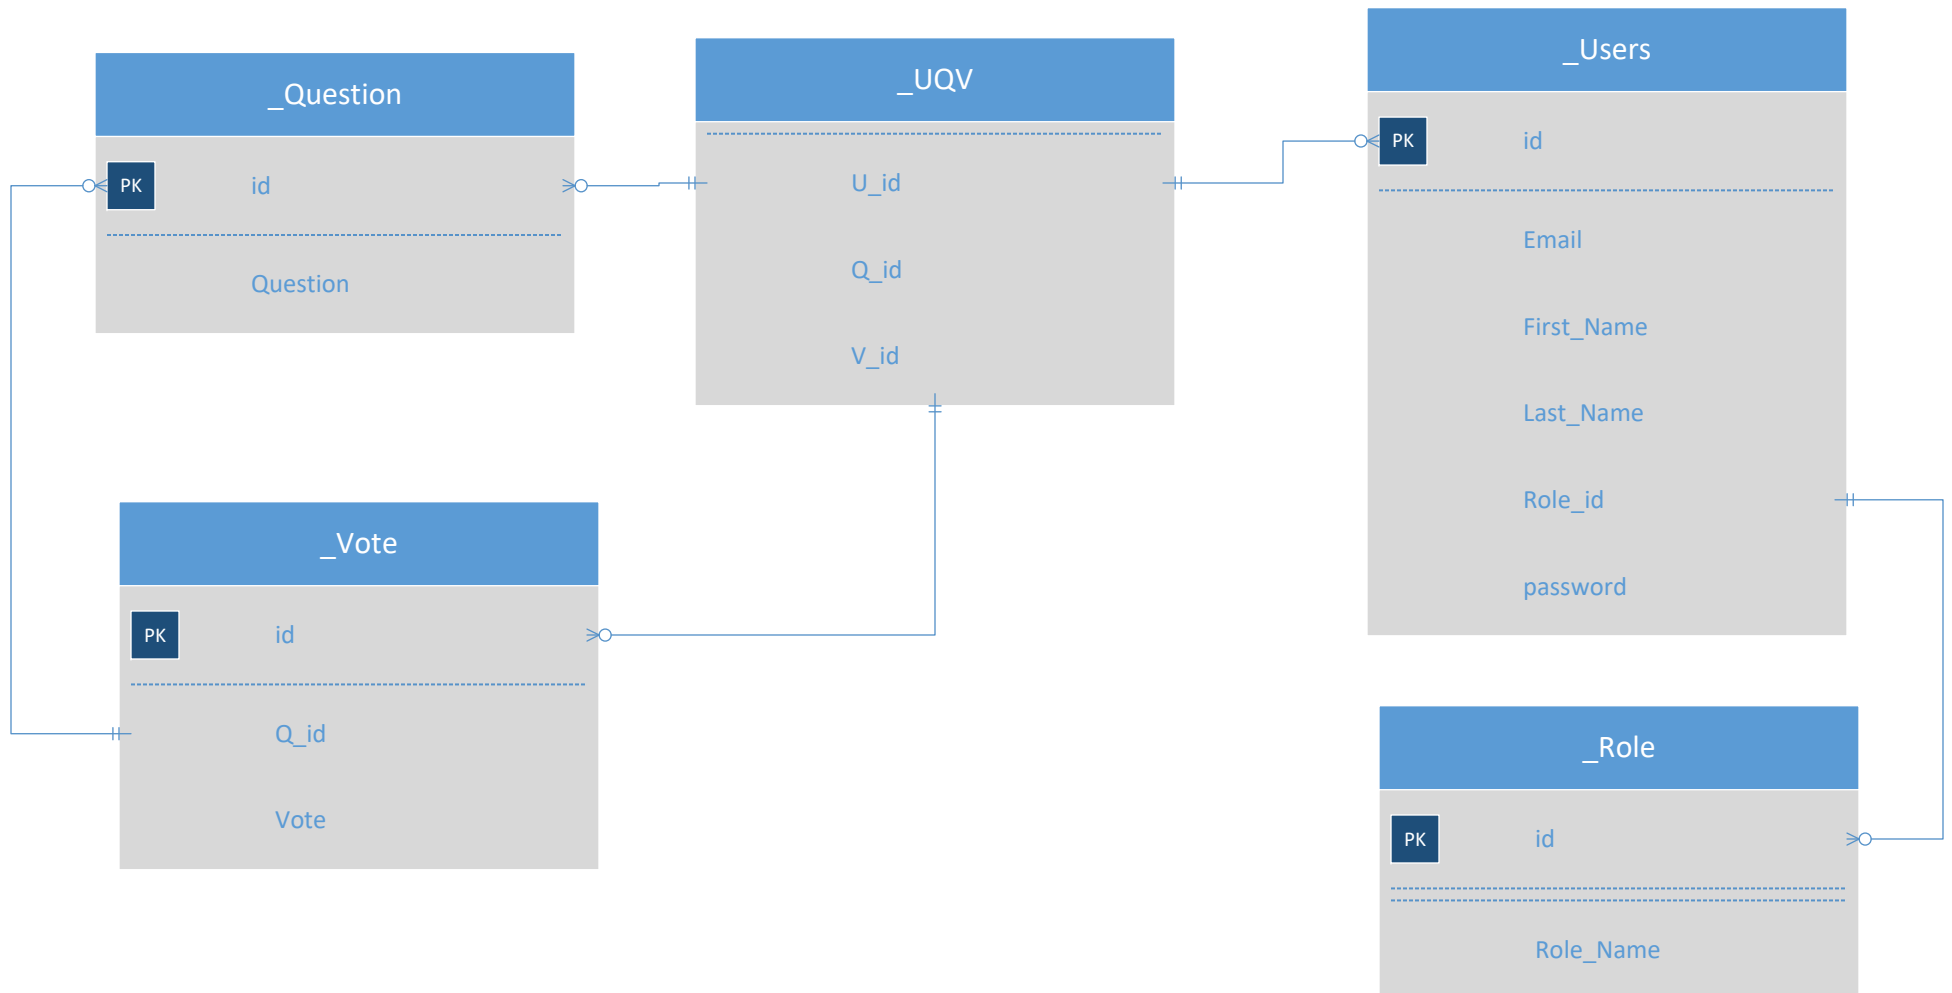 _Question
PK
id
Question
_UQV
U_id
Q_id
V_id
_Users
PK
id
Email
First_Name
Last_Name
Role_id
password
_Vote
PK
id
Q_id
Vote
_Role
PK
id
Role_Name